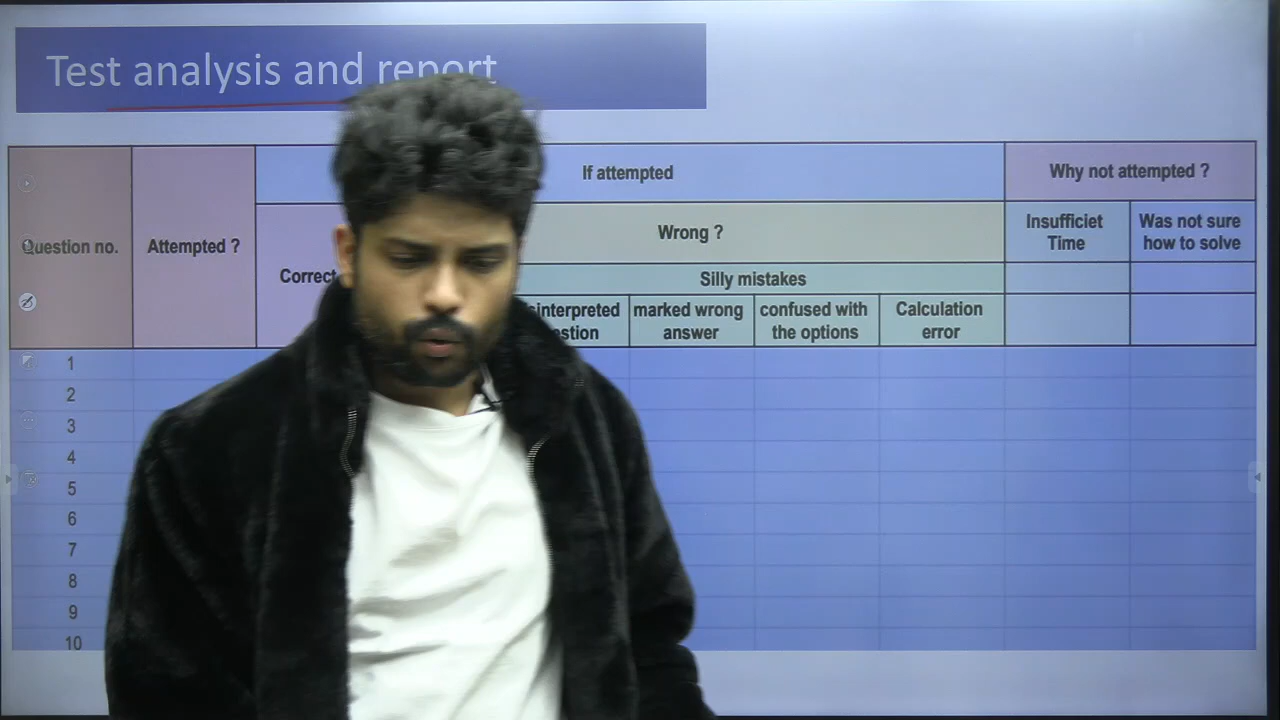 Test analysis and report
If attempted
Why not attempted ?
Question no.
Attempted ?
Correct
Wrong ?
Insufficiet
Time
Was not sure
how to solve
Silly mistakes
marked wrong
answer
confused with
the options
Calculation
error
1
2
3
4
5
6
7
8
9
10